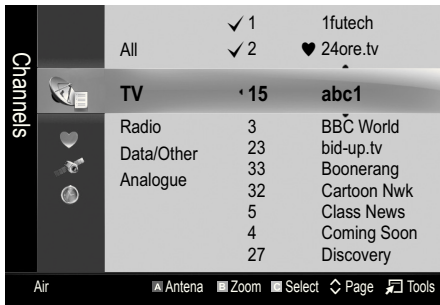 Channels
✓ 1 1futech
All ✓ 2 ♥ 24ore.tv
TV 15 abc1
Radio 3 BBC World
Data/Other 23 bid-up.tv
Analogue 33 Boonerang
32 Cartoon Nwk
5 Class News
4 Coming Soon
27 Discovery
Air A Antena B Zoom C Select Page Tools